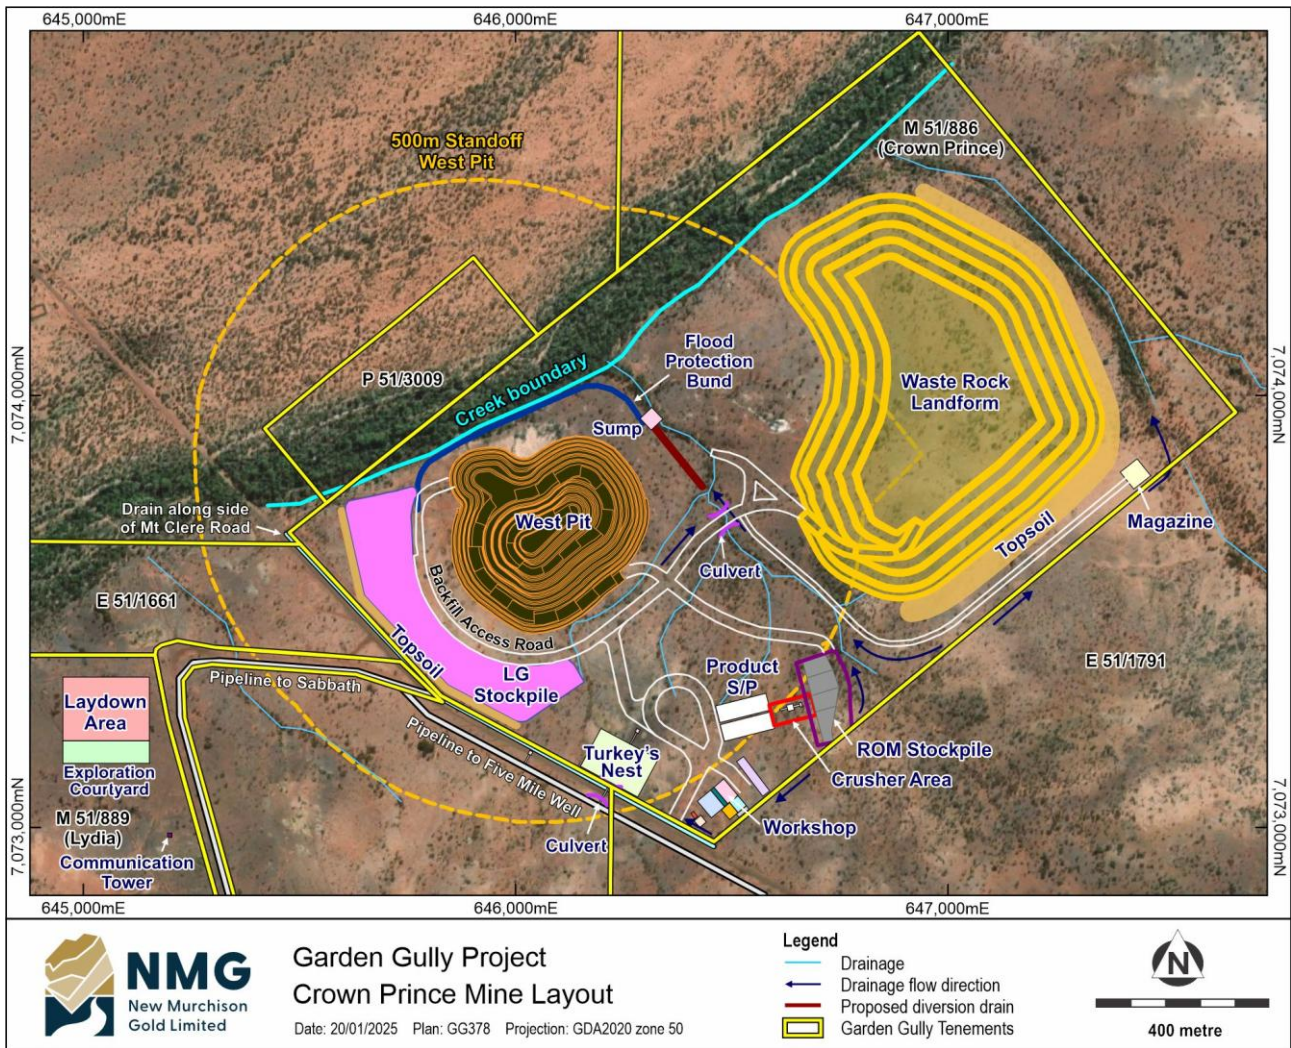 645,000mE
646,000mE
647,000mE
500m Standoff
West Pit
M 51/886
(Crown Prince)
7,074,000mN
7,074,000mN
P 51/3009
Creek boundary
Flood
Protection
Bund
Waste Rock
Landform
Sump
Drain along side
of Mt Clere Road
West Pit
Magazine
Topsoil
Culvert
E 51/1661
Backfill Access Road
Topsoil
E 51/1791
LG
Stockpile
Product
S/P
Pipeline to Sabbath
Laydown
Area
Pipeline to Five Mile Well
Turkey's
Nest
ROM Stockpile
Crusher Area
Exploration
Courtyard
M 51/889
(Lydia)
Workshop
Culvert
Communication
Tower
7,073,000mN
7,073,000mN
645,000mE
646,000mE
647,000mE
NMG
New Murchison
Gold Limited
Garden Gully Project
Crown Prince Mine Layout
Date: 20/01/2025 Plan: GG378 Projection: GDA2020 zone 50
Legend
Drainage
Drainage flow direction
Proposed diversion drain
Garden Gully Tenements
N
400 metre